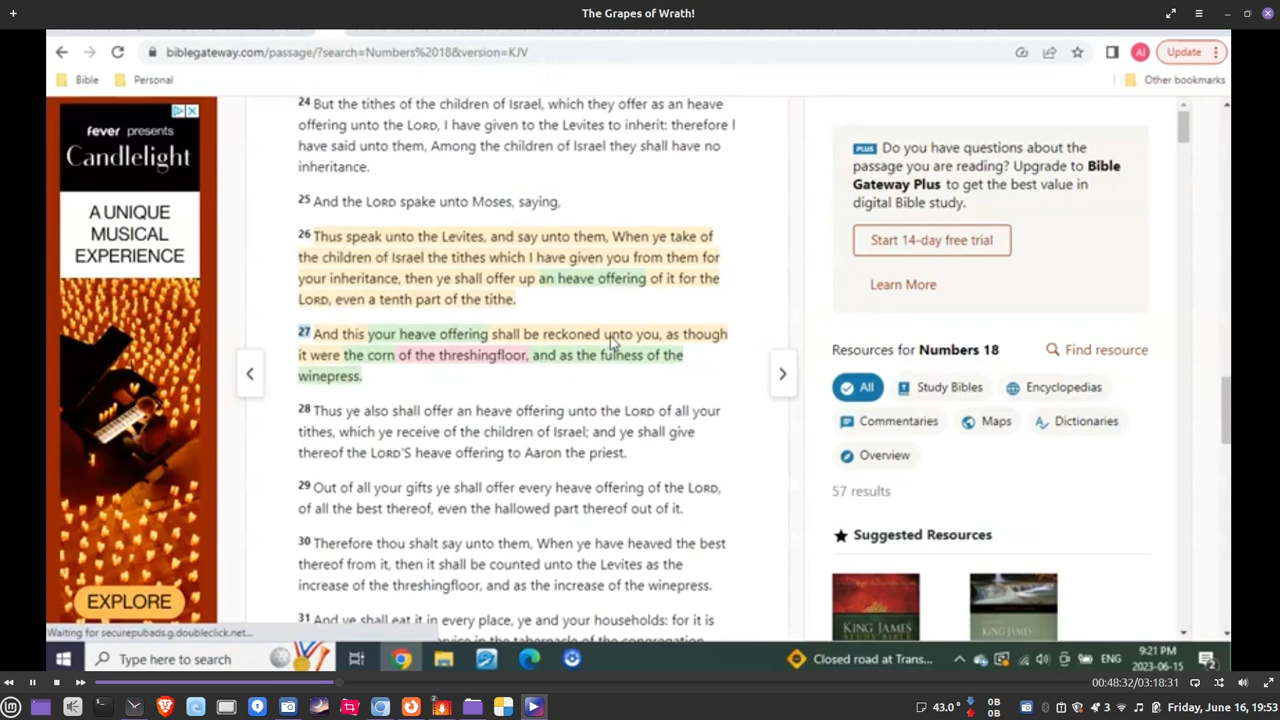 The Grapes of Wrath!
biblegateway.com/passage/?search=Numbers%2018&version=KJV
Update
Bible
Personal
Other bookmarks
fever presents
Candlelight
A UNIQUE
MUSICAL
EXPERIENCE
EXPLORE
24 But the tithes of the children of Israel, which they offer as an heave
offering unto the LORD, I have given to the Levites to inherit: therefore I
have said unto them, Among the children of Israel they shall have no
inheritance.
25 And the LORD spake unto Moses, saying,
26 Thus speak unto the Levites, and say unto them, When ye take of
the children of Israel the tithes which I have given you from them for
your inheritance, then ye shall offer up an heave offering of it for the
LORD, even a tenth part of the tithe.
27 And this your heave offering shall be reckoned unto you, as though
it were the corn of the threshingfloor, and as the fulness of the
winepress.
28 Thus ye also shall offer an heave offering unto the LORD of all your
tithes, which ye receive of the children of Israel; and ye shall give
thereof the LORD'S heave offering to Aaron the priest.
29 Out of all your gifts ye shall offer every heave offering of the LORD,
of all the best thereof, even the hallowed part thereof out of it.
30 Therefore thou shalt say unto them, When ye have heaved the best
thereof from it, then it shall be counted unto the Levites as the
increase of the threshingfloor, and as the increase of the winepress.
31 And ye shall eat it in every place, ye and your households: for it is
service in the tabernacle of the congregation
PLUS Do you have questions about the
passage you are reading? Upgrade to Bible
Gateway Plus to get the best value in
digital Bible study.
Start 14-day free trial
Learn More
Resources for Numbers 18
Find resource
All
Study Bibles
Encyclopedias
Commentaries
Maps
Dictionaries
Overview
57 results
Suggested Resources
KING JAMES
STUDY BIBLE
KING JAMES
Waiting for securepubads.g.doubleclick.net...
Type here to search
Closed road at Trans...
ENG
9:21 PM
2023-06-15
2
00:48:32/03:18:31
43.0°
0B
0B
3
Friday, June 16, 19:53